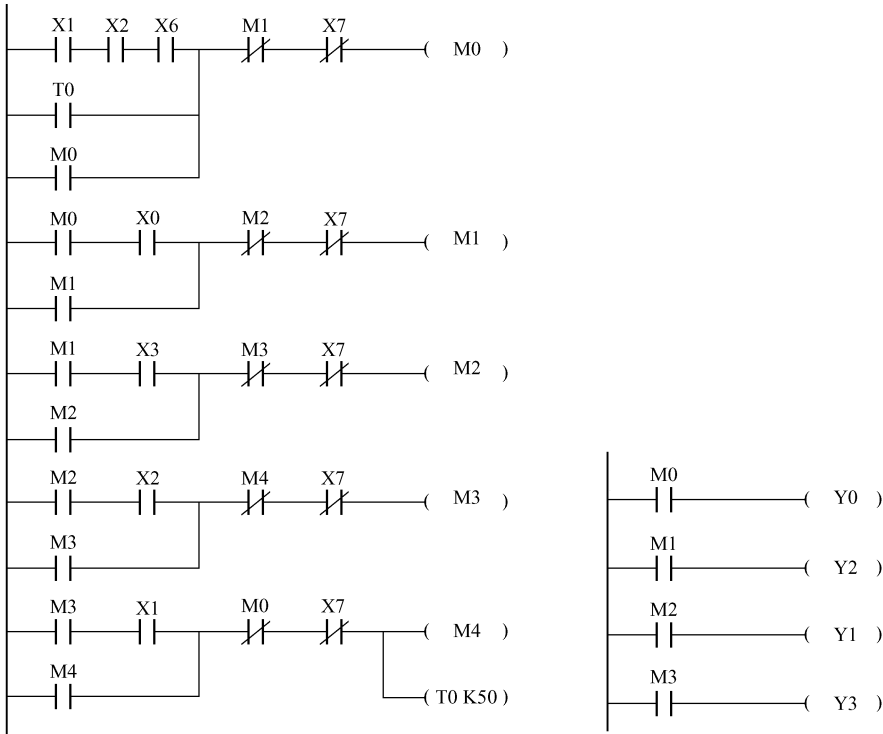 X1 X2 X6 M1 X7
( M0 )
T0
M0
M0 X0 M2 X7
( M1 )
M1
M1 X3 M3 X7
( M2 )
M2
M2 X2 M4 X7
( M3 )
M3
M3 X1 M0 X7
( M4 )
M4
( T0 K50 )
M0
( Y0 )
M1
( Y2 )
M2
( Y1 )
M3
( Y3 )